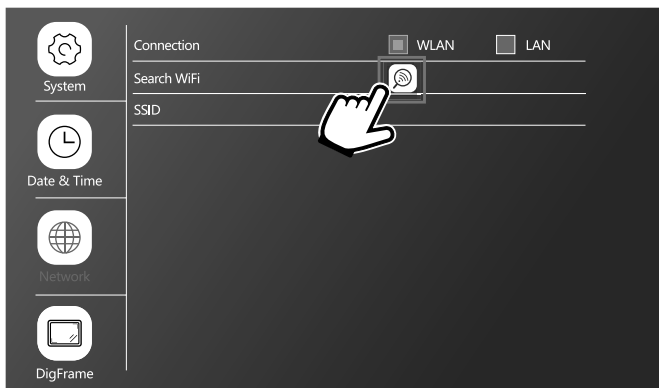 System
Date & Time
Network
DigFrame
Connection WLAN LAN
Search WiFi
SSID